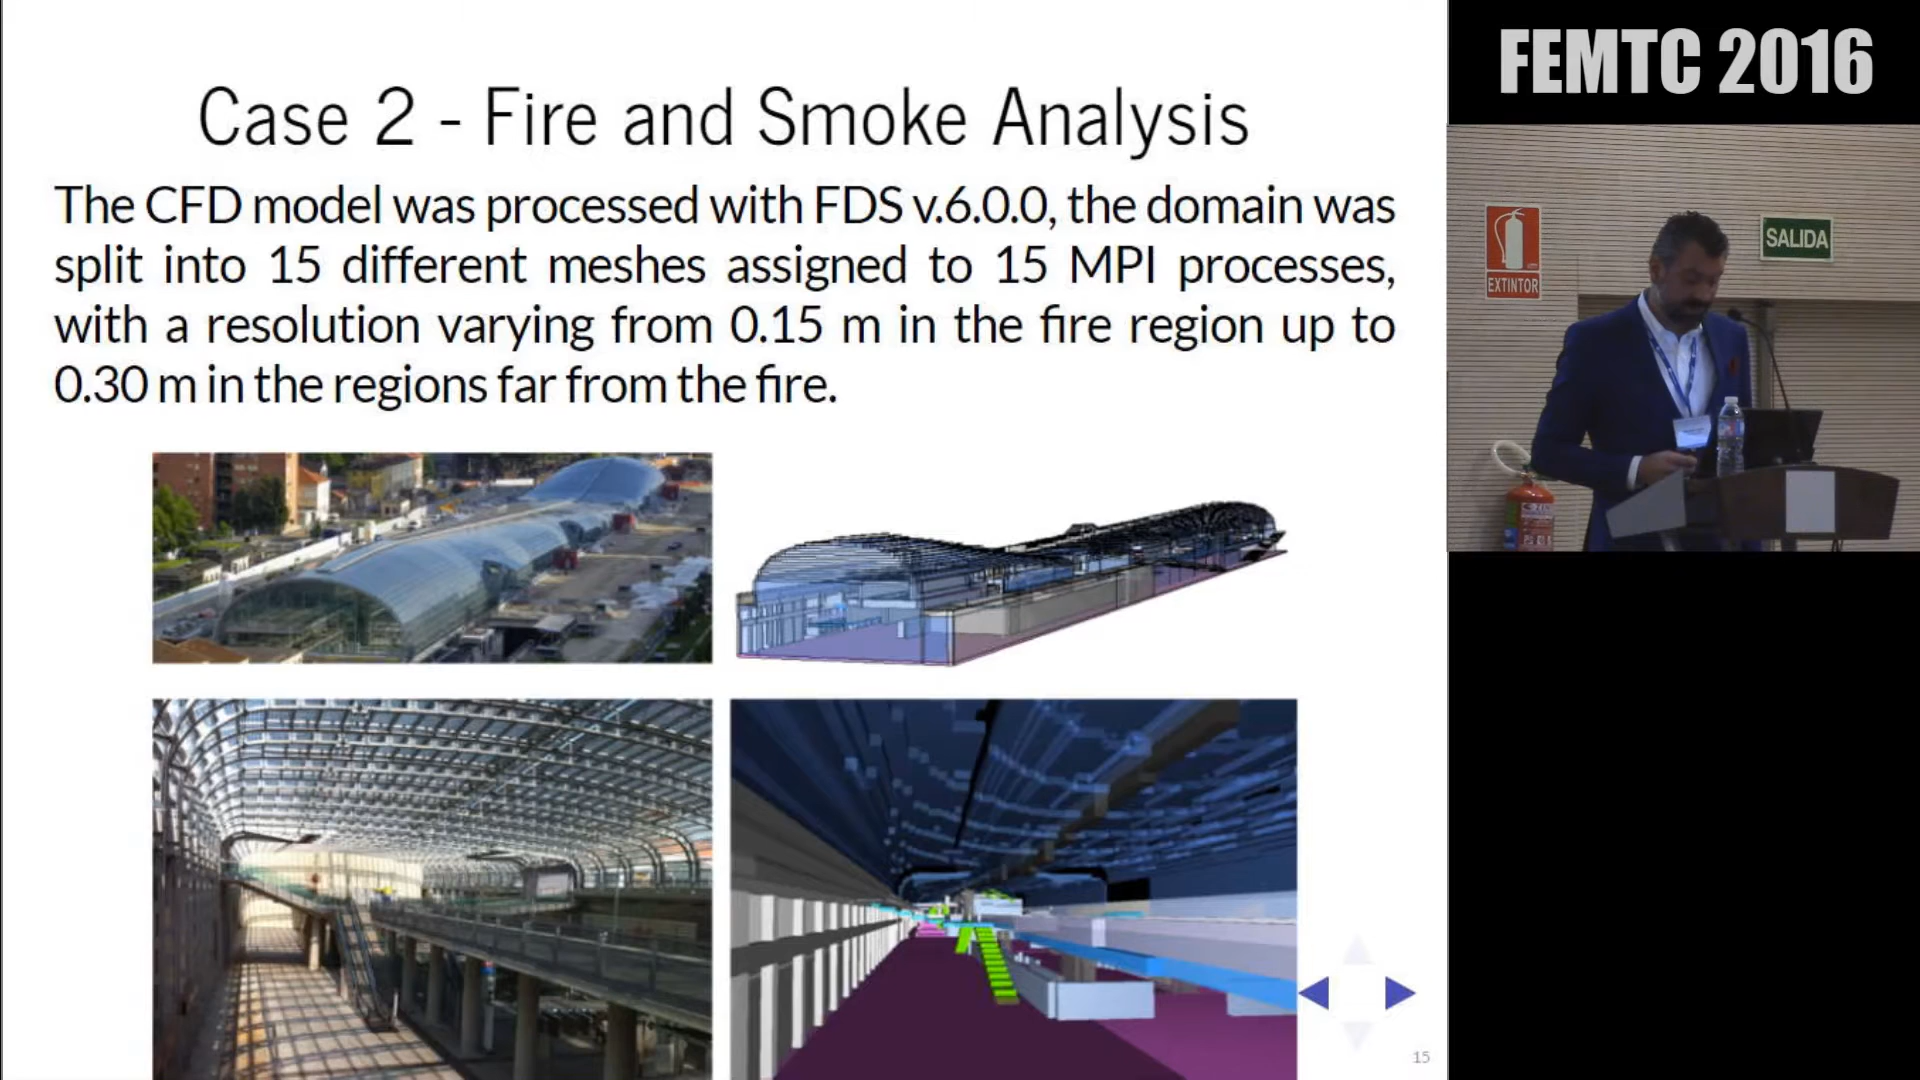 Case 2 - Fire and Smoke Analysis
The CFD model was processed with FDS v.6.0.0, the domain was
split into 15 different meshes assigned to 15 MPI processes,
with a resolution varying from 0.15 m in the fire region up to
0.30 m in the regions far from the fire.
15
FEMTC 2016
SALIDA
EXTINTOR